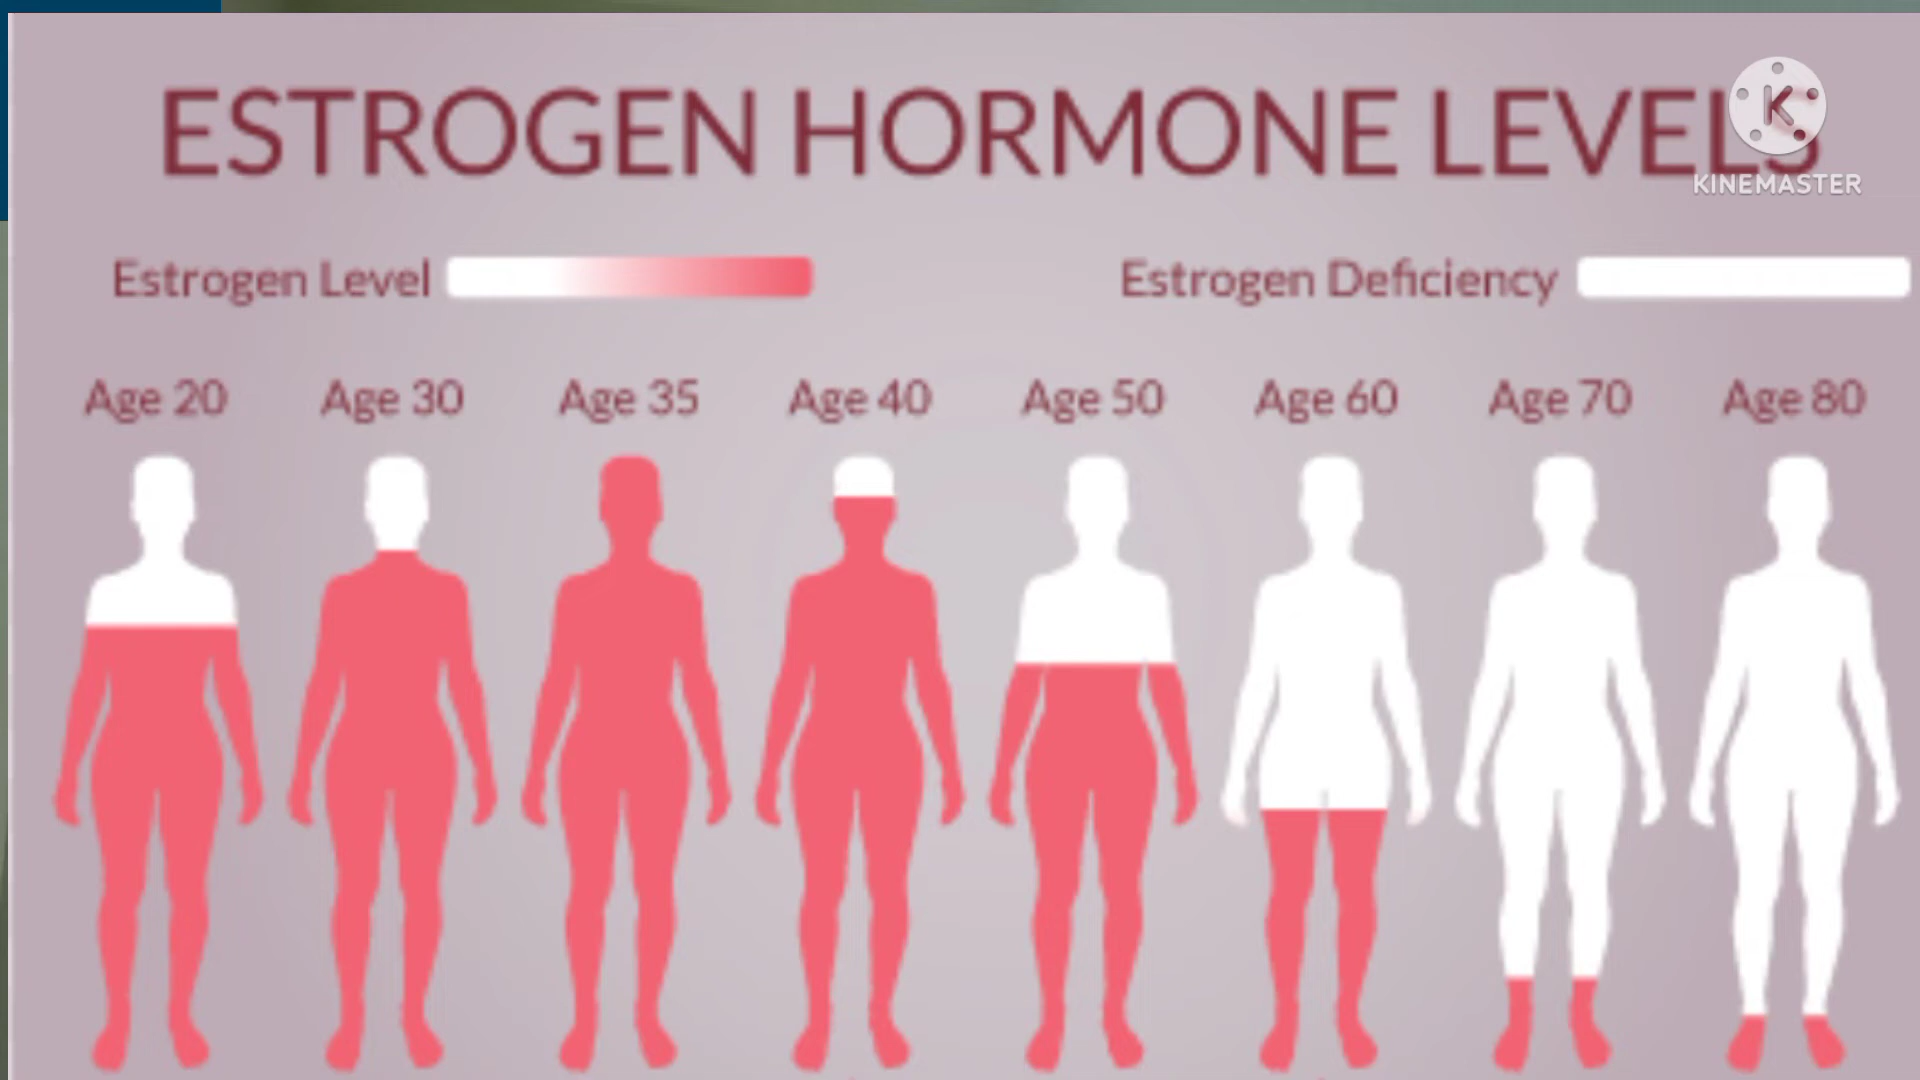 ESTROGEN HORMONE LEVELS
K
KINEMASTER
Estrogen Level
Estrogen Deficiency
Age 20 Age 30 Age 35 Age 40 Age 50 Age 60 Age 70 Age 80